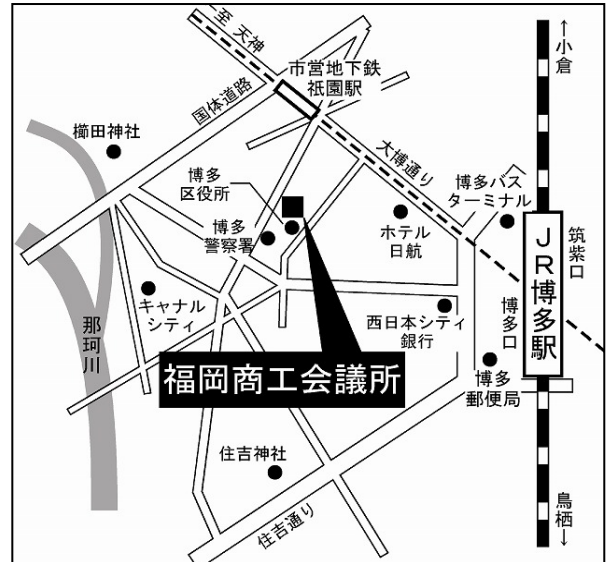 ←至 天神
↑小倉
市営地下鉄
祇園駅
国体道路
櫛田神社
大博通り
博多バス
ターミナル
博多
区役所
博多
警察署
ホテル
日航
筑紫口
JR博多駅
博多口
キャナル
シティ
西日本シティ
銀行
那珂川
福岡商工会議所
博多
郵便局
住吉神社
住吉通り
鳥栖↓